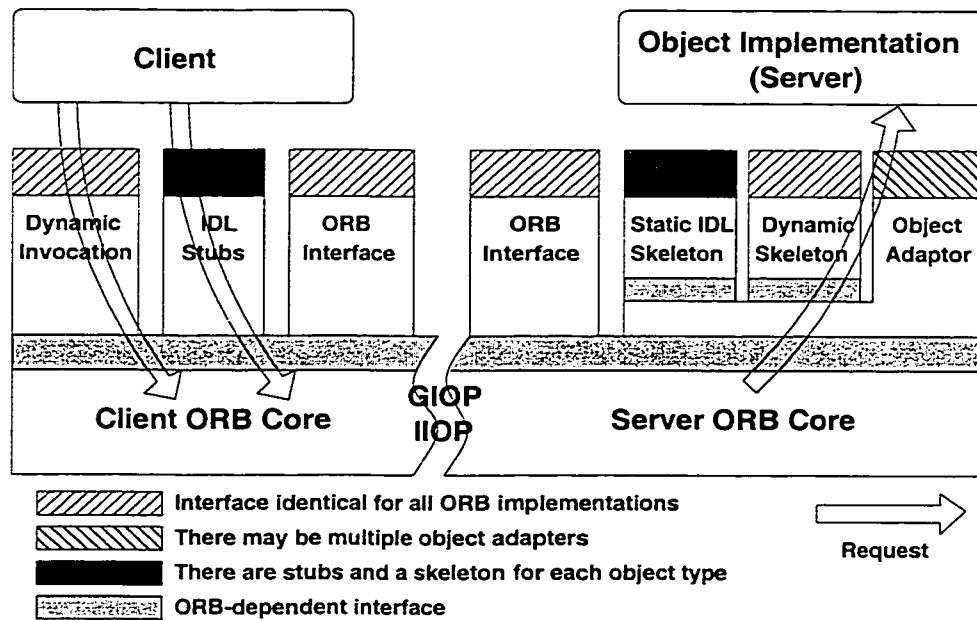 Client
Object Implementation
(Server)
Dynamic
Invocation
IDL
Stubs
ORB
Interface
ORB
Interface
Static IDL
Skeleton
Dynamic
Skeleton
Object
Adaptor
Client ORB Core
GIOP
IIOP
Server ORB Core
Interface identical for all ORB implementations
There may be multiple object adapters
There are stubs and a skeleton for each object type
ORB-dependent interface
Request